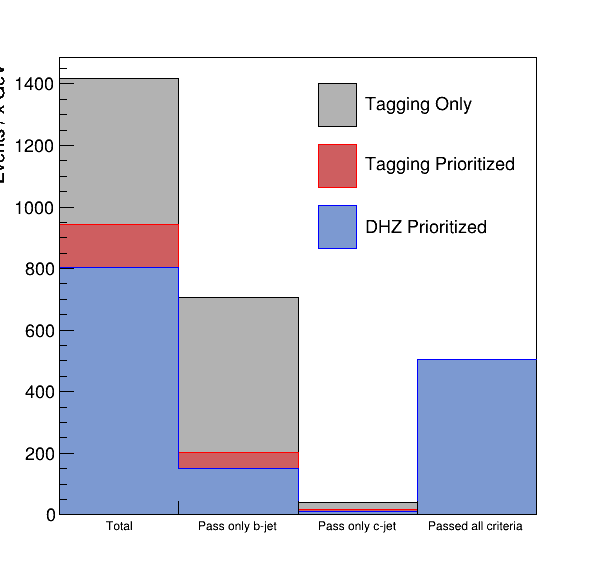 Events / x GeV
1400
1200
1000
800
600
400
200
0
Tagging Only
Tagging Prioritized
DHZ Prioritized
Total Pass only b-jet Pass only c-jet Passed all criteria